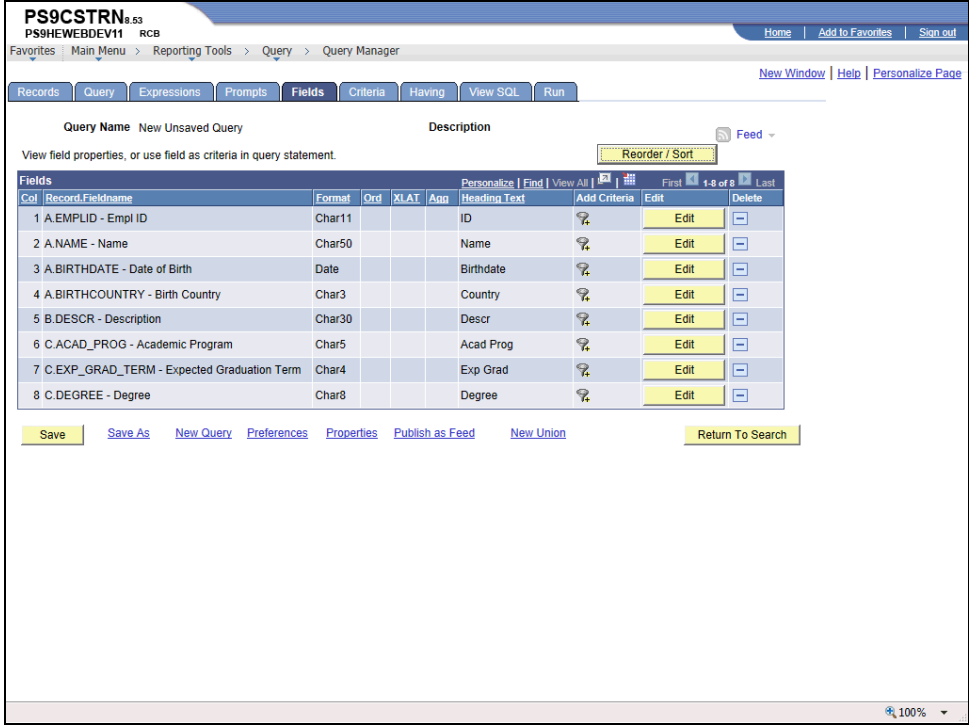 PS9CSTRN8.53
PS9HEWEBDEV11 RCB
Home | Add to Favorites | Sign out
Favorites Main Menu > Reporting Tools > Query > Query Manager
New Window | Help | Personalize Page
Records Query Expressions Prompts Fields Criteria Having View SQL Run
Query Name New Unsaved Query Description
Feed
View field properties, or use field as criteria in query statement. Reorder / Sort
Fields Personalize | Find | View All | | First 1-8 of 8 Last
Col Record.Fieldname Format Ord XLAT Agg Heading Text Add Criteria Edit Delete
1 A.EMPLID - Empl ID Char11 ID Edit
2 A.NAME - Name Char50 Name Edit
3 A.BIRTHDATE - Date of Birth Date Birthdate Edit
4 A.BIRTHCOUNTRY - Birth Country Char3 Country Edit
5 B.DESCR - Description Char30 Descr Edit
6 C.ACAD_PROG - Academic Program Char5 Acad Prog Edit
7 C.EXP_GRAD_TERM - Expected Graduation Term Char4 Exp Grad Edit
8 C.DEGREE - Degree Char8 Degree Edit
Save Save As New Query Preferences Properties Publish as Feed New Union Return To Search
100%